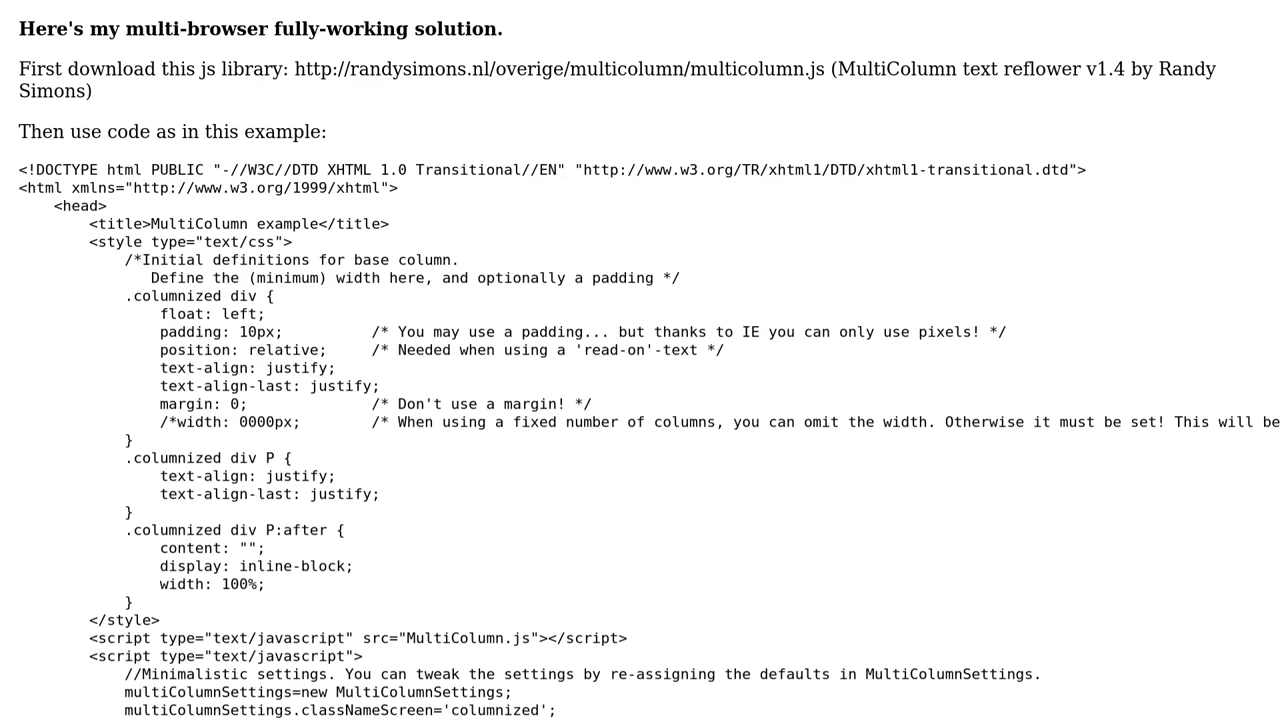 Here's my multi-browser fully-working solution.
First download this js library: http://randysimons.nl/overige/multicolumn/multicolumn.js (MultiColumn text reflower v1.4 by Randy
Simons)
Then use code as in this example:
<!DOCTYPE html PUBLIC "-//W3C//DTD XHTML 1.0 Transitional//EN" "http://www.w3.org/TR/xhtml1/DTD/xhtml1-transitional.dtd">
<html xmlns="http://www.w3.org/1999/xhtml">
    <head>
        <title>MultiColumn example</title>
        <style type="text/css">
            /*Initial definitions for base column.
               Define the (minimum) width here, and optionally a padding */
            .columnized div {
                float: left;
                padding: 10px;          /* You may use a padding... but thanks to IE you can only use pixels! */
                position: relative;     /* Needed when using a 'read-on'-text */
                text-align: justify;
                text-align-last: justify;
                margin: 0;              /* Don't use a margin! */
                /*width: 0000px;        /* When using a fixed number of columns, you can omit the width. Otherwise it must be set! This will be
            }
            .columnized div P {
                text-align: justify;
                text-align-last: justify;
            }
            .columnized div P:after {
                content: "";
                display: inline-block;
                width: 100%;
            }
        </style>
        <script type="text/javascript" src="MultiColumn.js"></script>
        <script type="text/javascript">
            //Minimalistic settings. You can tweak the settings by re-assigning the defaults in MultiColumnSettings.
            multiColumnSettings=new MultiColumnSettings;
            multiColumnSettings.classNameScreen='columnized';